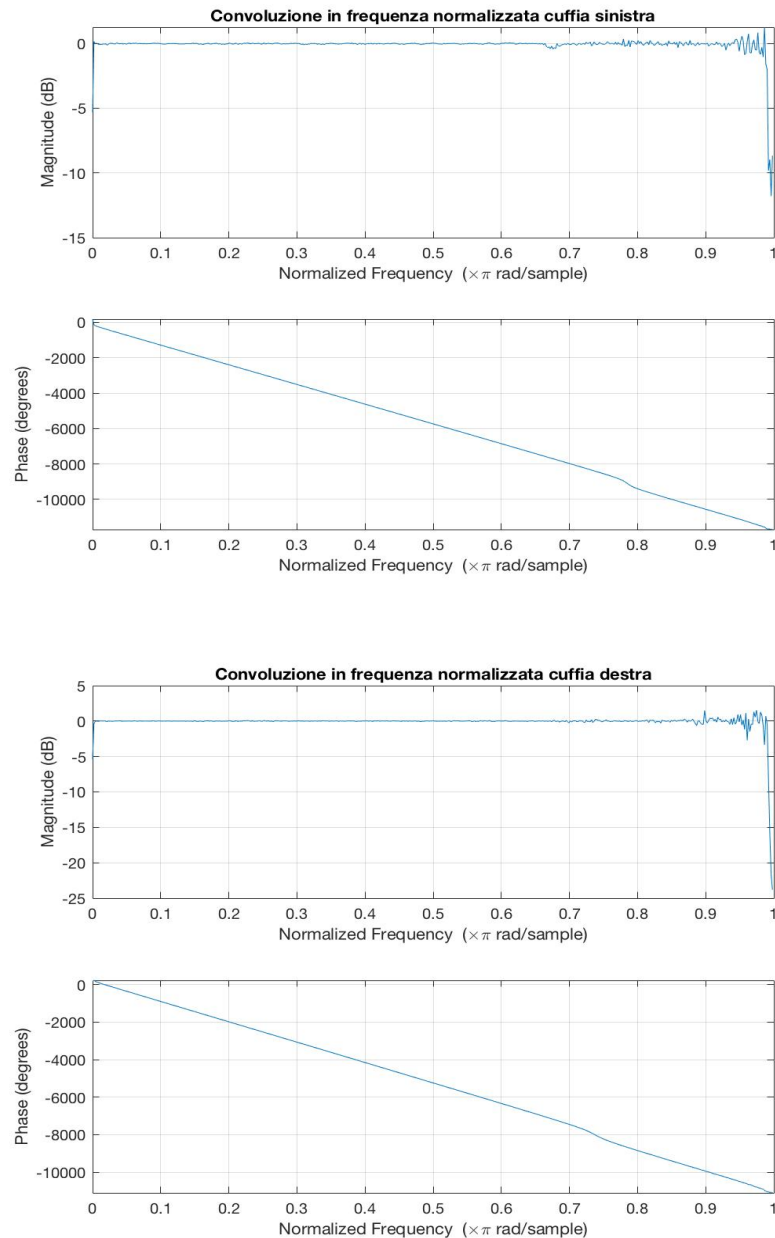 Convoluzione in frequenza normalizzata cuffia sinistra
0
-5
-10
-15
Magnitude (dB)
0 0.1 0.2 0.3 0.4 0.5 0.6 0.7 0.8 0.9 1
Normalized Frequency (×π rad/sample)
0
-2000
-4000
-6000
-8000
-10000
Phase (degrees)
0 0.1 0.2 0.3 0.4 0.5 0.6 0.7 0.8 0.9 1
Normalized Frequency (×π rad/sample)
Convoluzione in frequenza normalizzata cuffia destra
5
0
-5
-10
-15
-20
-25
Magnitude (dB)
0 0.1 0.2 0.3 0.4 0.5 0.6 0.7 0.8 0.9 1
Normalized Frequency (×π rad/sample)
0
-2000
-4000
-6000
-8000
-10000
Phase (degrees)
0 0.1 0.2 0.3 0.4 0.5 0.6 0.7 0.8 0.9 1
Normalized Frequency (×π rad/sample)